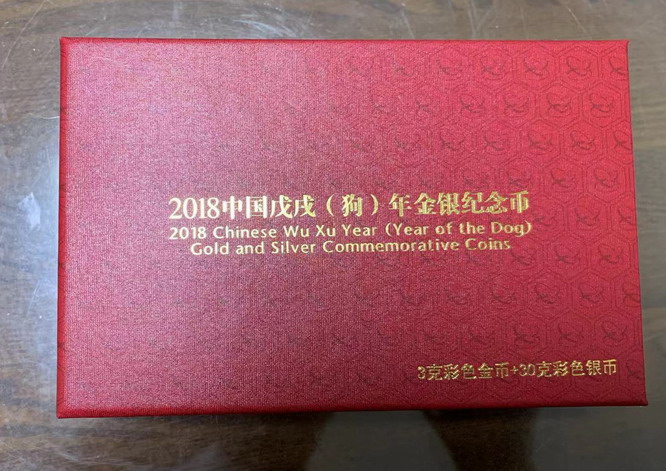 2018中国戊戌（狗）年金银纪念币
2018 Chinese Wu Xu Year (Year of the Dog)
Gold and Silver Commemorative Coins
3克彩色金币+30克彩色银币